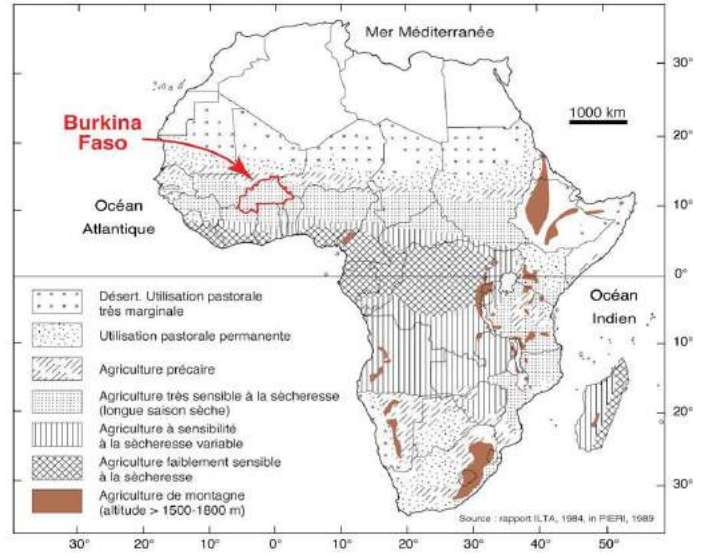 Mer Méditerranée
30°
1000 km
Burkina
Faso
20°
Océan
Atlantique
10°
0°
Océan
Indien
Désert. Utilisation pastorale
très marginale
Utilisation pastorale permanente
10°
Agriculture précaire
Agriculture très sensible à la sècheresse
(longue saison sèche)
20°
Agriculture à sensibilité
à la sècheresse variable
Agriculture faiblement sensible
à la sècheresse
30°
Agriculture de montagne
(altitude > 1500-1800 m)
Source : rapport ILTA, 1984, in PIERI, 1989
30° 20° 10° 0° 10° 20° 30° 40° 50°